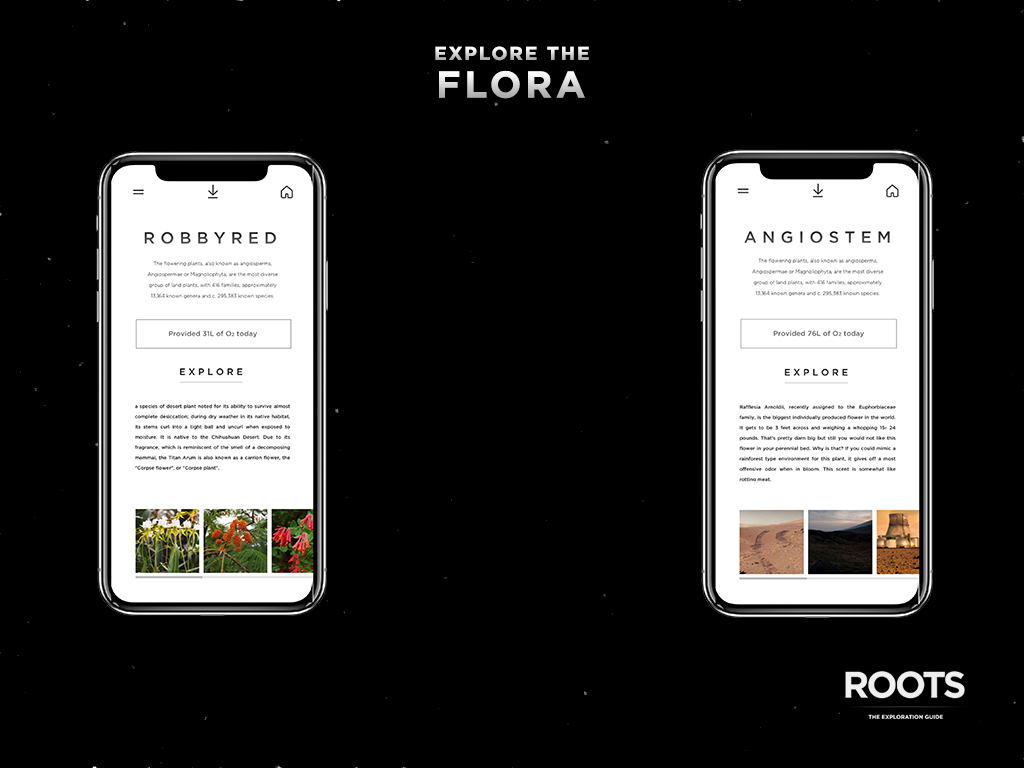 EXPLORE THE
FLORA
ROBBYRED
The flowering plants, also known as angiosperms,
Angiospermae or Magnoliophyta, are the most diverse
group of land plants, with 416 families, approximately
13,164 known genera and c. 295,383 known species.
Provided 31L of O₂ today
EXPLORE
a species of desert plant noted for its ability to survive almost
complete desiccation; during dry weather in its native habitat,
its stems curl into a tight ball and uncurl when exposed to
moisture. It is native to the Chihuahuan Desert. Due to its
fragrance, which is reminiscent of the smell of a decomposing
mammal, the Titan Arum is also known as a carrion flower, the
"Corpse flower", or "Corpse plant".
ANGIOSTEM
The flowering plants, also known as angiosperms,
Angiospermae or Magnoliophyta, are the most diverse
group of land plants, with 416 families, approximately
13,164 known genera and c. 295,383 known species.
Provided 76L of O₂ today
EXPLORE
Rafflesia Arnoldii, recently assigned to the Euphorbiaceae
family, is the biggest individually produced flower in the world.
It gets to be 3 feet across and weighing a whopping 15- 24
pounds. That's pretty darn big but still you would not like this
flower in your perennial bed. Why is that? If you could mimic a
rainforest type environment for this plant, it gives off a most
offensive odor when in bloom. This scent is somewhat like
rotting meat.
ROOTS
THE EXPLORATION GUIDE